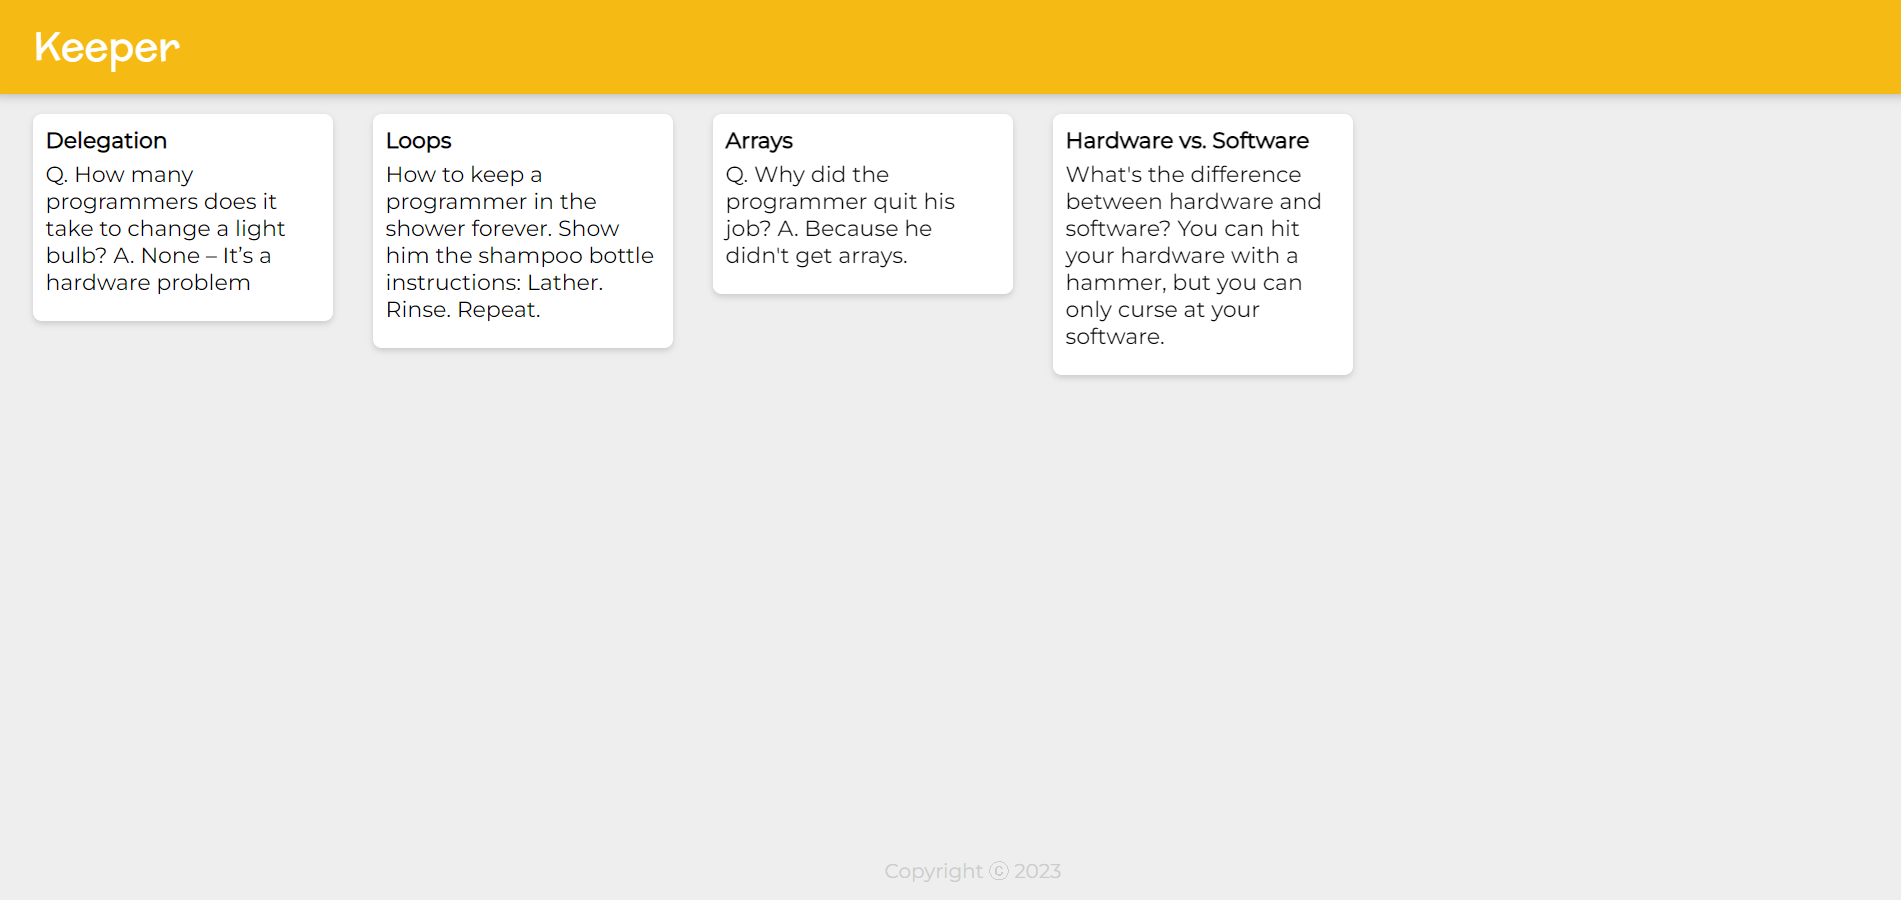 Keeper
Delegation
Q. How many
programmers does it
take to change a light
bulb? A. None – It’s a
hardware problem
Loops
How to keep a
programmer in the
shower forever. Show
him the shampoo bottle
instructions: Lather.
Rinse. Repeat.
Arrays
Q. Why did the
programmer quit his
job? A. Because he
didn't get arrays.
Hardware vs. Software
What's the difference
between hardware and
software? You can hit
your hardware with a
hammer, but you can
only curse at your
software.
Copyright ⓒ 2023